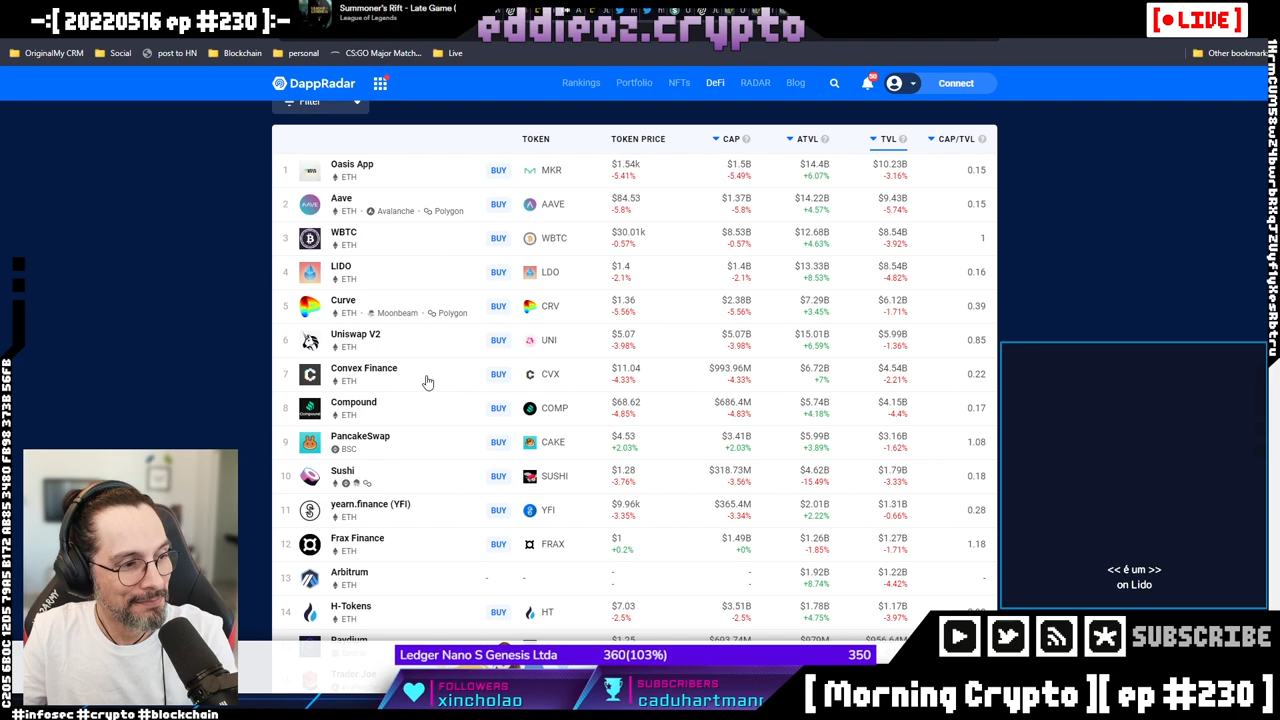 -:[ 20220516 ep #230 ]:-
Summoner's Rift - Late Game (
League of Legends
eddieoz.crypto
[ • LIVE ]
OriginalMy CRM
Social
post to HN
Blockchain
personal
CS:GO Major Match...
Live
Other bookmark
DappRadar
Rankings
Portfolio
NFTs
DeFi
RADAR
Blog
50
Connect
Filter
TOKEN TOKEN PRICE CAP ATVL TVL CAP/TVL
1 Oasis App BUY MKR $1.54k $1.5B $14.4B $10.23B 0.15
ETH -5.41% -5.49% +6.07% -3.16%
2 Aave BUY AAVE $84.53 $1.37B $14.22B $9.43B 0.15
ETH · Avalanche · Polygon -5.8% -5.8% +4.57% -5.74%
3 WBTC BUY WBTC $30.01k $8.53B $12.68B $8.54B 1
ETH -0.57% -0.57% +4.63% -3.92%
4 LIDO BUY LDO $1.4 $1.4B $13.33B $8.54B 0.16
ETH -2.1% -2.1% +8.53% -4.82%
5 Curve BUY CRV $1.36 $2.38B $7.29B $6.12B 0.39
ETH · Moonbeam · Polygon -5.56% -5.56% +3.45% -1.71%
6 Uniswap V2 BUY UNI $5.07 $5.07B $15.01B $5.99B 0.85
ETH -3.98% -3.98% +6.59% -1.36%
7 Convex Finance BUY CVX $11.04 $993.96M $6.72B $4.54B 0.22
ETH -4.33% -4.33% +7% -2.21%
8 Compound BUY COMP $68.62 $686.4M $5.74B $4.15B 0.17
ETH -4.85% -4.83% +4.18% -4.4%
9 PancakeSwap BUY CAKE $4.53 $3.41B $5.99B $3.16B 1.08
BSC +2.03% +2.03% +3.89% -1.62%
10 Sushi BUY SUSHI $1.28 $318.73M $4.62B $1.79B 0.18
-3.76% -3.56% -15.49% -3.33%
11 yearn.finance (YFI) BUY YFI $9.96k $365.4M $2.01B $1.31B 0.28
ETH -3.35% -3.34% +2.22% -0.66%
12 Frax Finance BUY FRAX $1 $1.49B $1.26B $1.27B 1.18
ETH +0.2% +0% -1.85% -1.71%
13 Arbitrum - - - - $1.92B $1.22B -
ETH - - +8.74% -4.42%
14 H-Tokens BUY HT $7.03 $3.51B $1.78B $1.17B
ETH -2.5% -2.5% +4.75% -3.97%
Raydium $1.25 $693.74M $979M $956.64M
Trader Joe
<< é um >>
on Lido
Ledger Nano S Genesis Ltda 360(103%) 350
FOLLOWERS
xincholao
SUBSCRIBERS
caduhartmann
SUBSCRIBE
[ Morning Crypto ][ ep #230 ]
#infosec #crypto #blockchain